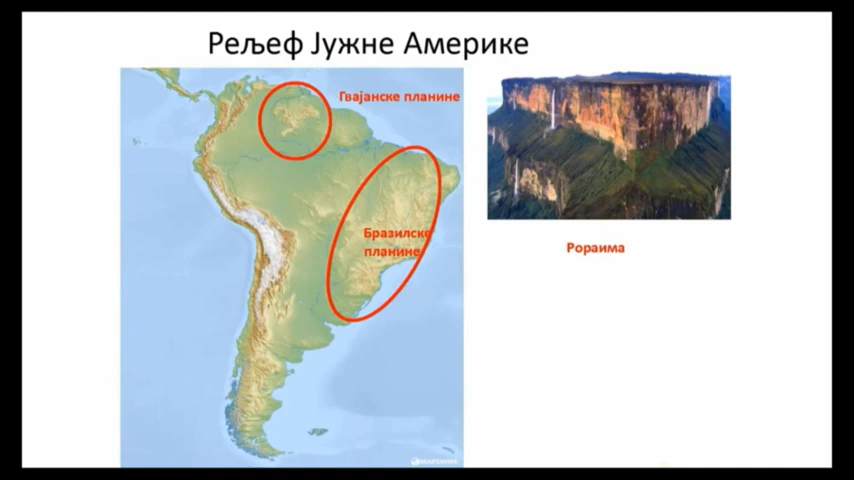 Рељеф Јужне Америке
Гвајанске планине
Бразилске
планине
Рораима